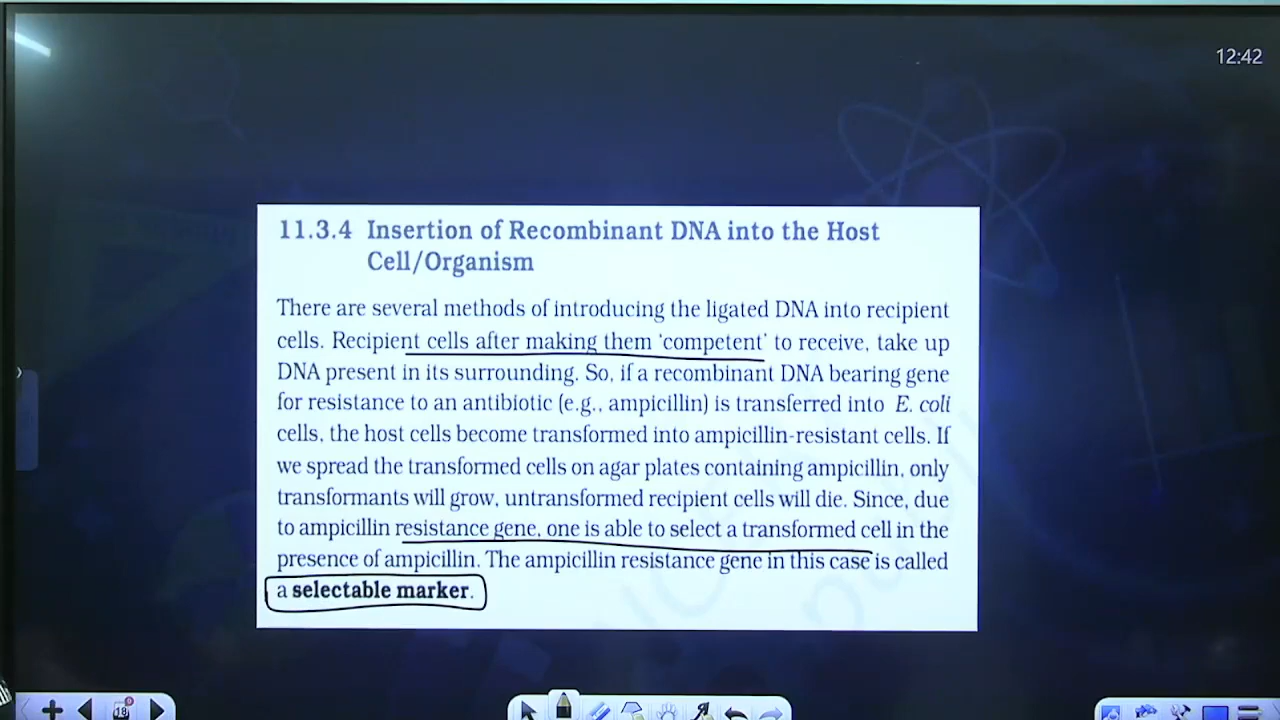 12:42
11.3.4 Insertion of Recombinant DNA into the Host
Cell/Organism
There are several methods of introducing the ligated DNA into recipient
cells. Recipient cells after making them ‘competent’ to receive, take up
DNA present in its surrounding. So, if a recombinant DNA bearing gene
for resistance to an antibiotic (e.g., ampicillin) is transferred into E. coli
cells, the host cells become transformed into ampicillin-resistant cells. If
we spread the transformed cells on agar plates containing ampicillin, only
transformants will grow, untransformed recipient cells will die. Since, due
to ampicillin resistance gene, one is able to select a transformed cell in the
presence of ampicillin. The ampicillin resistance gene in this case is called
a selectable marker.
18